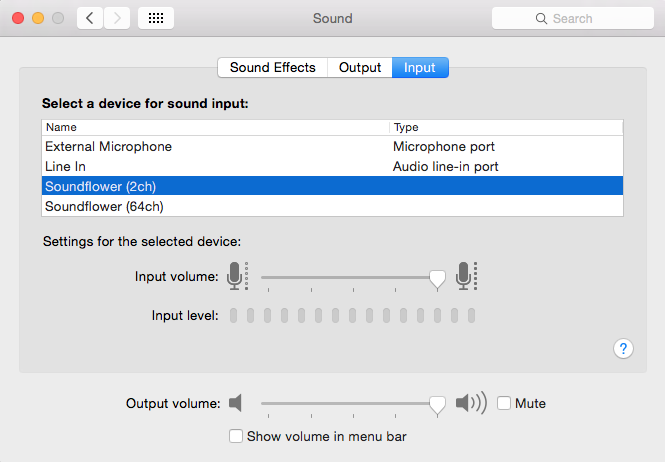 Sound
Search
Sound Effects Output Input
Select a device for sound input:
Name Type
External Microphone Microphone port
Line In Audio line-in port
Soundflower (2ch)
Soundflower (64ch)
Settings for the selected device:
Input volume:
Input level:
?
Output volume: Mute
Show volume in menu bar